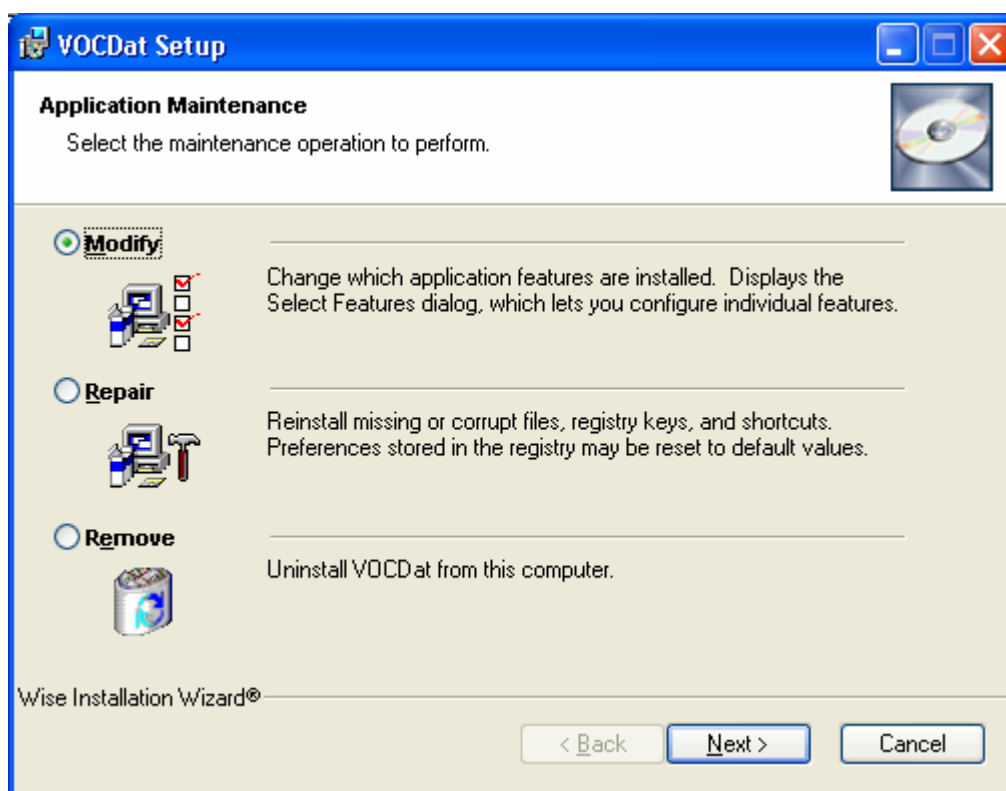 VOCDat Setup
Application Maintenance
Select the maintenance operation to perform.
Modify
Change which application features are installed. Displays the
Select Features dialog, which lets you configure individual features.
Repair
Reinstall missing or corrupt files, registry keys, and shortcuts.
Preferences stored in the registry may be reset to default values.
Remove
Uninstall VOCDat from this computer.
Wise Installation Wizard®
< Back Next > Cancel